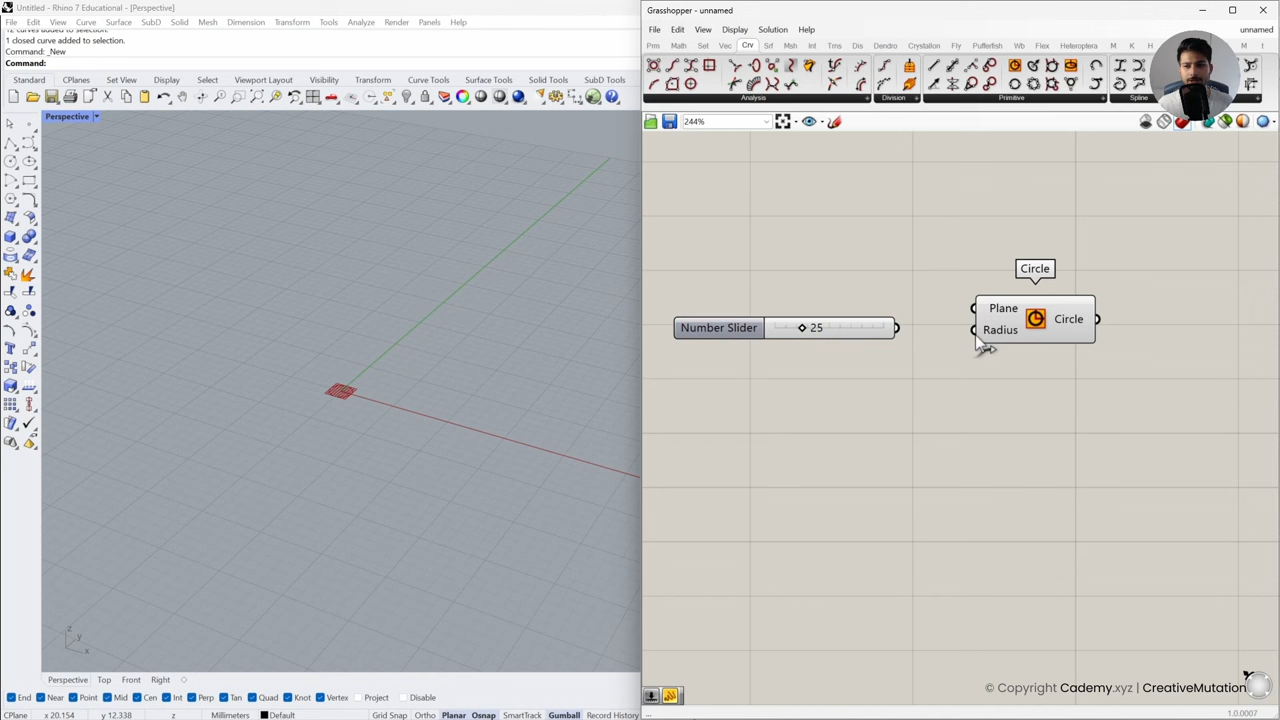 Untitled - Rhino 7 Educational - [Perspective]
File Edit View Curve Surface SubD Solid Mesh Dimension Transform Tools Analyze Render Panels Help
12 curves added to selection.
1 closed curve added to selection.
Command: _New
Command:
Standard CPlanes Set View Display Select Viewport Layout Visibility Transform Curve Tools Surface Tools Solid Tools SubD Tools
Perspective
z
y
x
Perspective Top Front Right
End Near Point Mid Cen Int Perp Tan Quad Knot Vertex Project Disable
CPlane x 20.154 y 12.338 z Millimeters Default Grid Snap Ortho Planar Osnap SmartTrack Gumball Record History
Grasshopper - unnamed
File Edit View Display Solution Help unnamed
Prms Math Set Vec Crv Srf Msh Int Trns Dis Dendro Crystallon Fly Pufferfish Wb Flex Heteroptera M K H M t
Analysis Division Primitive Spline
244%
Circle
Number Slider 25
Plane
Radius
Circle
© Copyright Cademy.xyz | CreativeMutation
...
1.0.0007